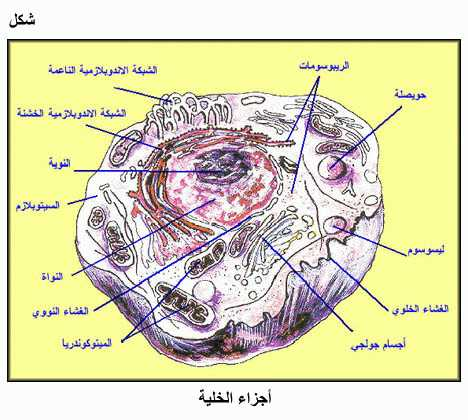 شكل
الشبكة الاندوبلازمية الناعمة
الريبوسومات
حويصلة
الشبكة الاندوبلازمية الخشنة
النوية
السيتوبلازم
ليسوسوم
النواة
الغشاء النووي
الغشاء الخلوي
الميتوكوندريا
أجسام جولجي
أجزاء الخلية